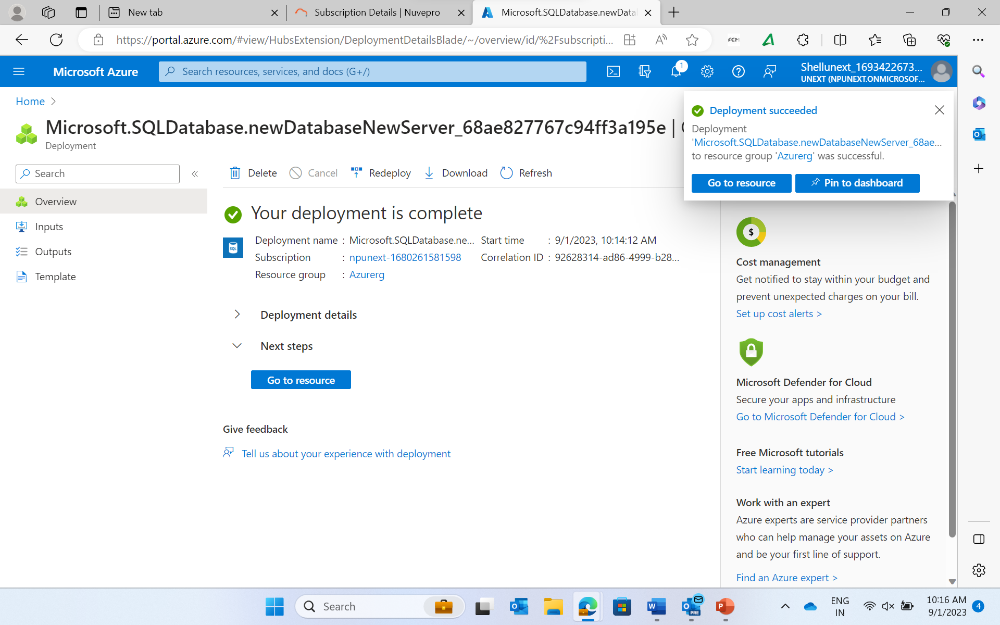 New tab
Subscription Details | Nuvepro
Microsoft.SQLDatabase.newData
https://portal.azure.com/#view/HubsExtension/DeploymentDetailsBlade/~/overview/id/%2Fsubscripti...
FCM
Microsoft Azure
Search resources, services, and docs (G+/)
1
Shellunext_1693422673...
UNEXT (NPUNEXT.ONMICROSOF...
Home
Microsoft.SQLDatabase.newDatabaseNewServer_68ae827767c94ff3a195e |
Deployment
Deployment succeeded
Deployment
'Microsoft.SQLDatabase.newDatabaseNewServer_68ae...
to resource group 'Azurerg' was successful.
Go to resource
Pin to dashboard
Search
«
Delete
Cancel
Redeploy
Download
Refresh
Overview
Inputs
Outputs
Template
Your deployment is complete
SQL
Deployment name : Microsoft.SQLDatabase.ne...
Subscription : npunext-1680261581598
Resource group : Azurerg
Start time : 9/1/2023, 10:14:12 AM
Correlation ID : 92628314-ad86-4999-b28...
Deployment details
Next steps
Go to resource
Give feedback
Tell us about your experience with deployment
$
Cost management
Get notified to stay within your budget and
prevent unexpected charges on your bill.
Set up cost alerts >
Microsoft Defender for Cloud
Secure your apps and infrastructure
Go to Microsoft Defender for Cloud >
Free Microsoft tutorials
Start learning today >
Work with an expert
Azure experts are service provider partners
who can help manage your assets on Azure
and be your first line of support.
Find an Azure expert >
Search
PRE
ENG
IN
10:16 AM
9/1/2023
4